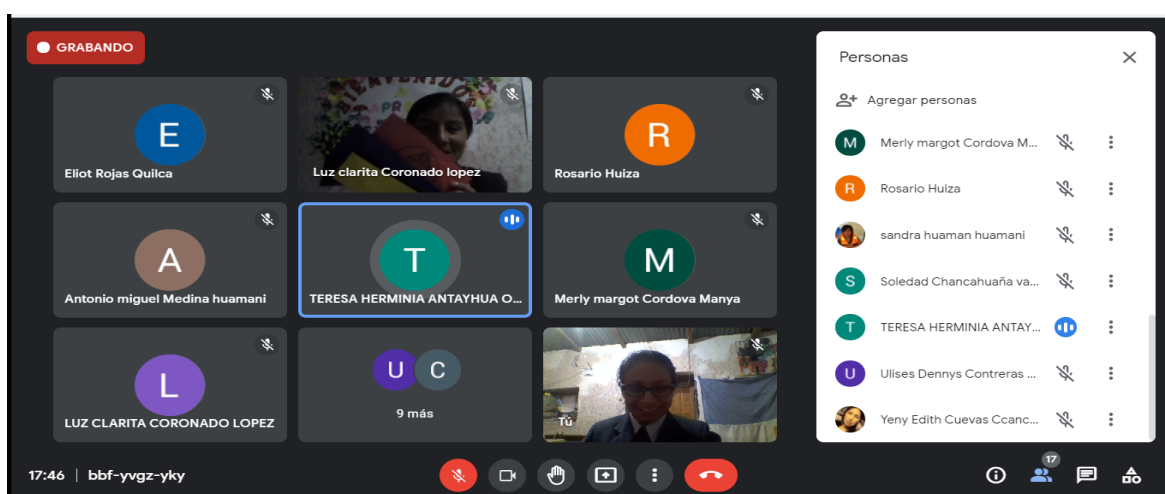 GRABANDO
E
Eliot Rojas Quilca
BIENVENIDOS
APR
Luz clarita Coronado lopez
R
Rosario Huiza
A
Antonio miguel Medina huamani
T
TERESA HERMINIA ANTAYHUA O...
M
Merly margot Cordova Manya
L
LUZ CLARITA CORONADO LOPEZ
U C
9 más
Tú
17:46 | bbf-yvgz-yky
Personas
Agregar personas
M Merly margot Cordova M...
R Rosario Huiza
sandra huaman huamani
S Soledad Chancahuaña va...
T TERESA HERMINIA ANTAY...
U Ulises Dennys Contreras ...
Yeny Edith Cuevas Ccanc...
17